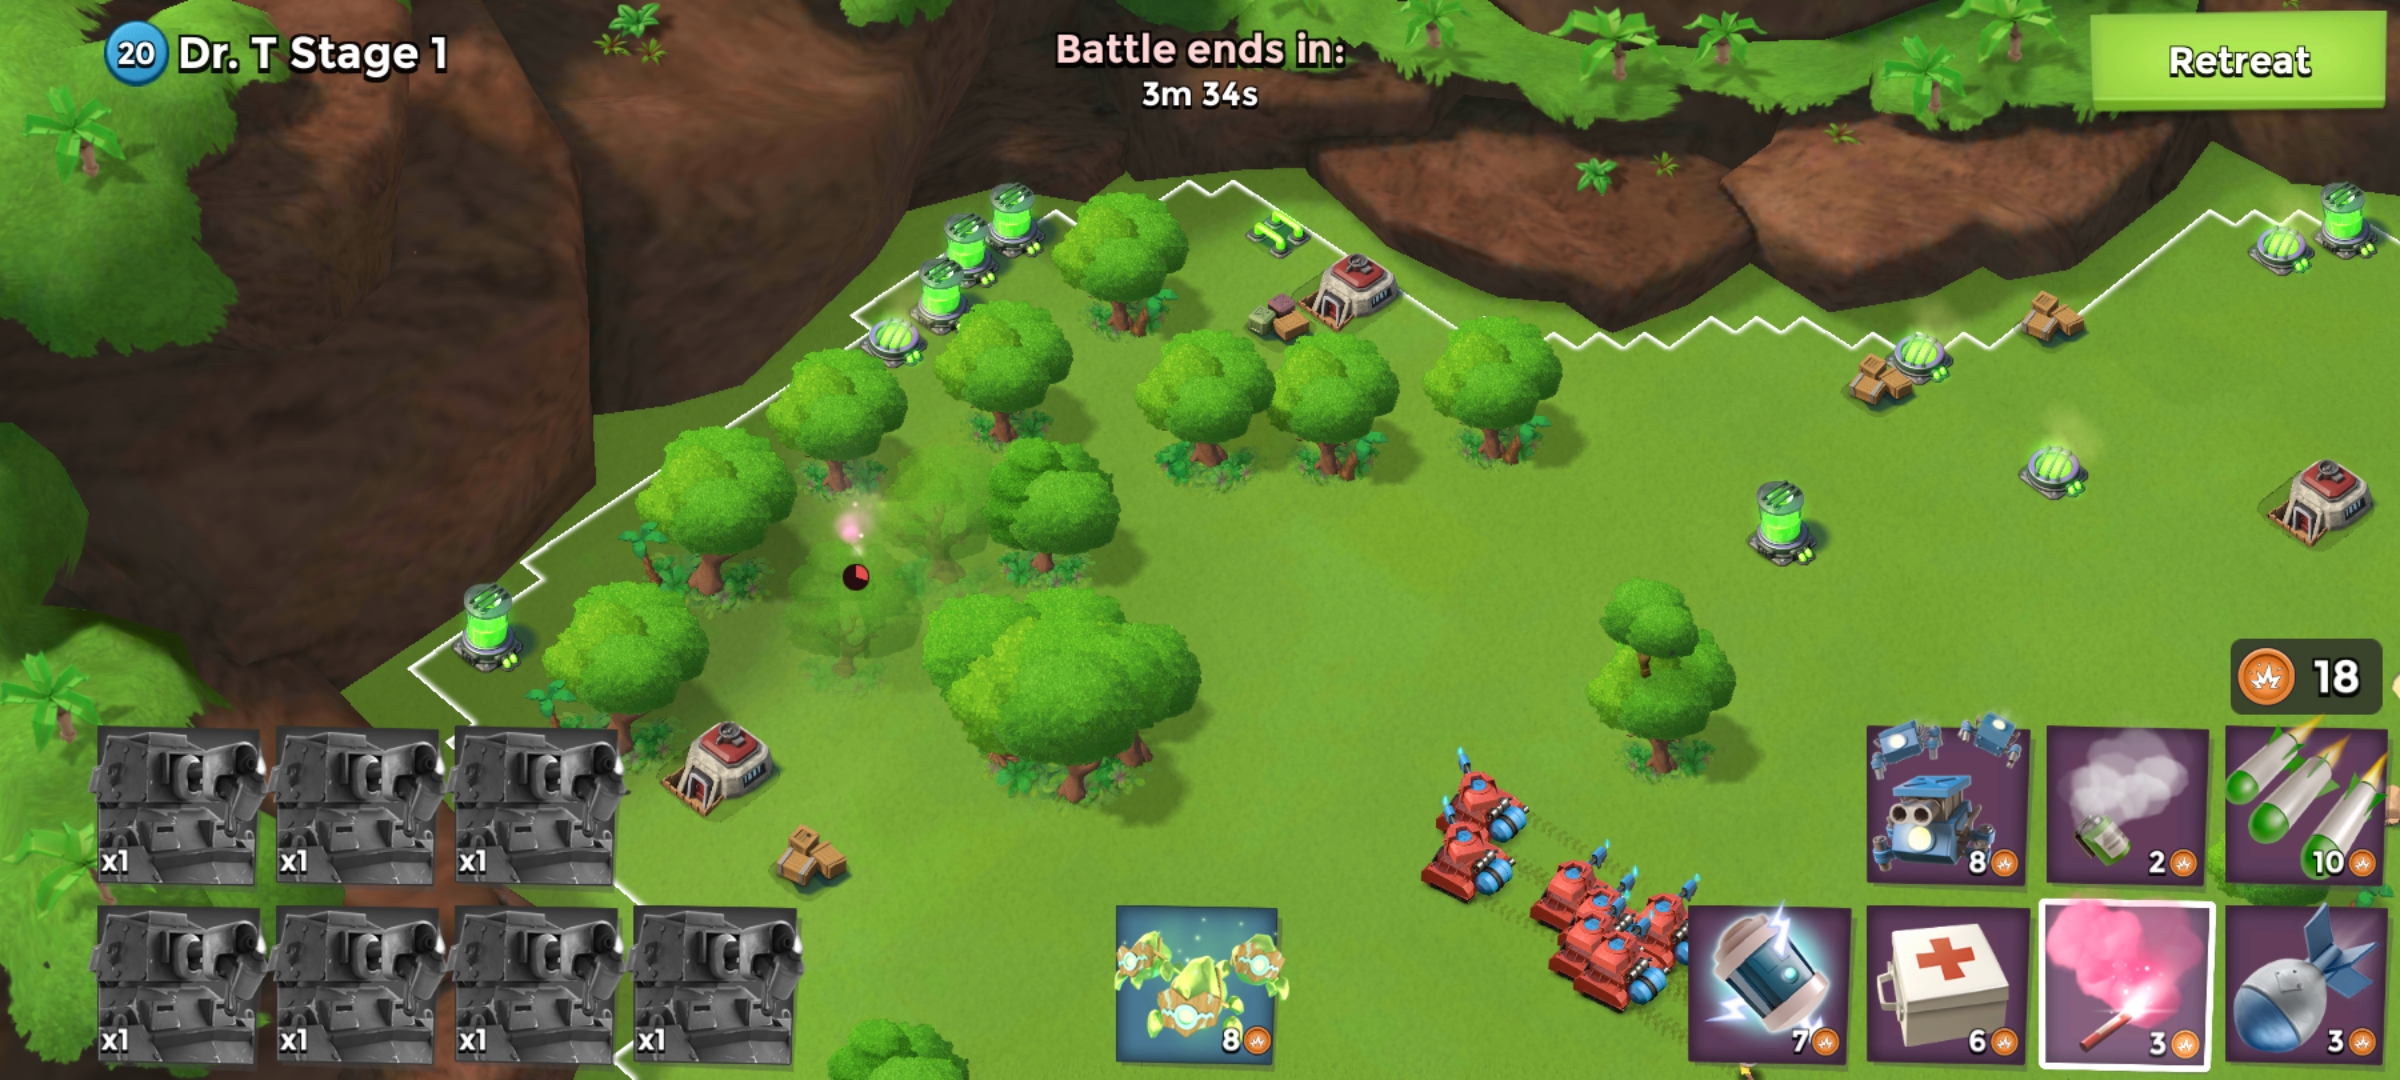 20 Dr. T Stage 1
Battle ends in:
3m 34s
Retreat
18
x1 x1 x1
8 2 10
x1 x1 x1 x1
8
7 6 3 3